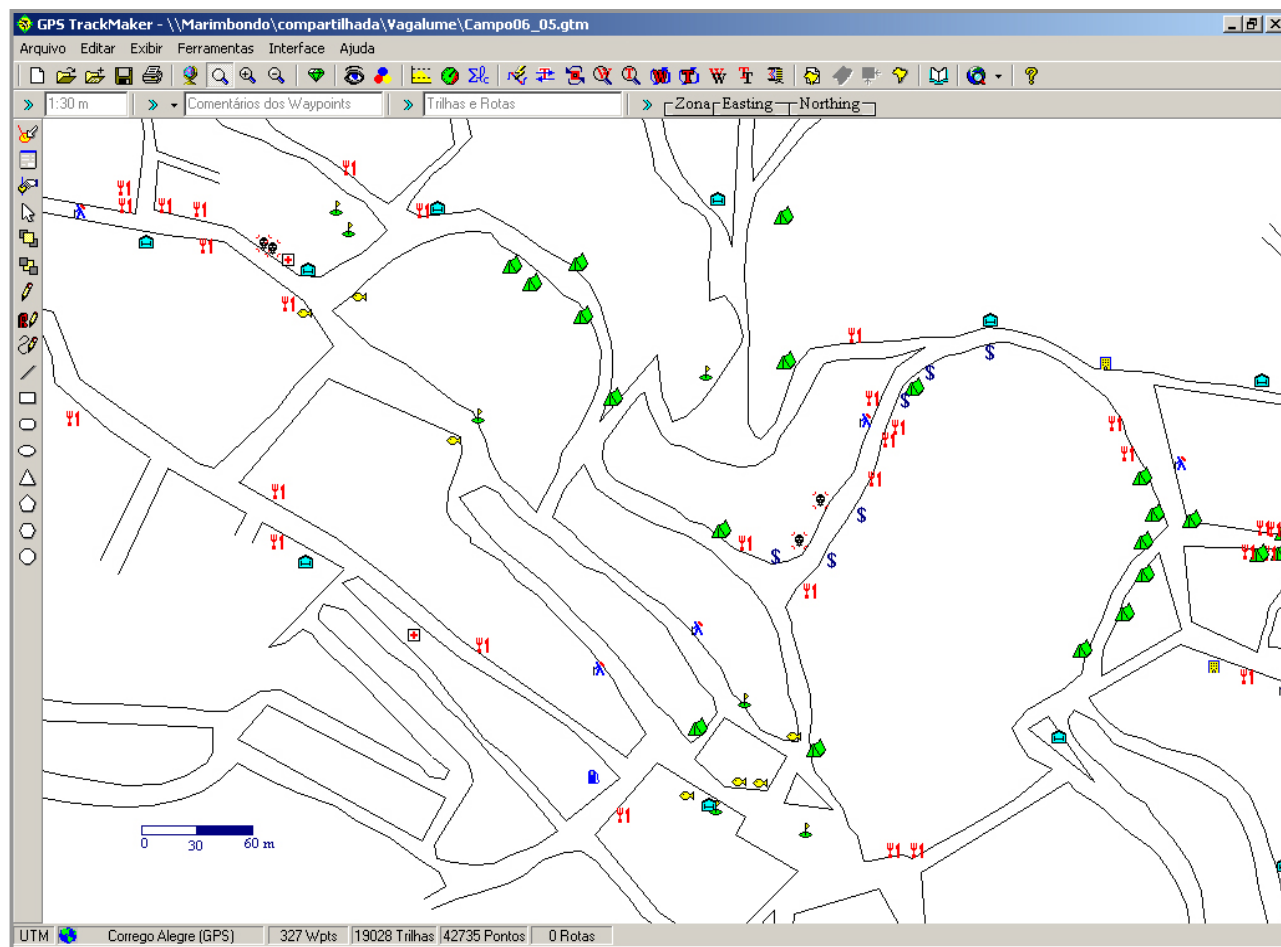 GPS TrackMaker - \\Marimbondo\compartilhada\Vagalume\Campo06_05.gtm
Arquivo Editar Exibir Ferramentas Interface Ajuda
1:30 m Comentários dos Waypoints Trilhas e Rotas Zona Easting Northing
0 30 60 m
UTM Corrego Alegre (GPS) 327 Wpts 19028 Trilhas 42735 Pontos 0 Rotas